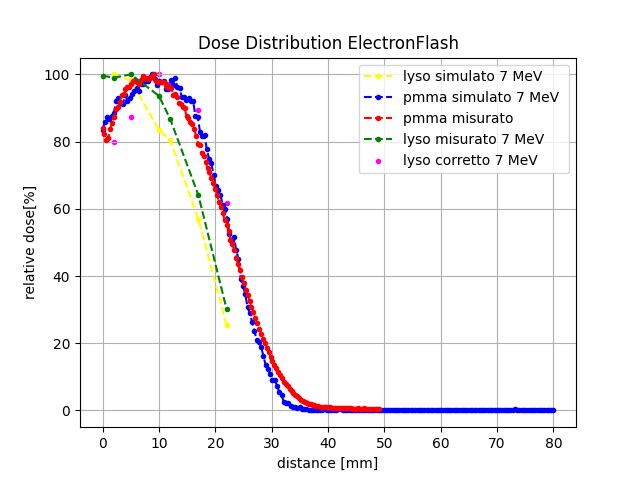 Dose Distribution ElectronFlash
lyso simulato 7 MeV
pmma simulato 7 MeV
pmma misurato
lyso misurato 7 MeV
lyso corretto 7 MeV
relative dose[%]
100
80
60
40
20
0
0 10 20 30 40 50 60 70 80
distance [mm]